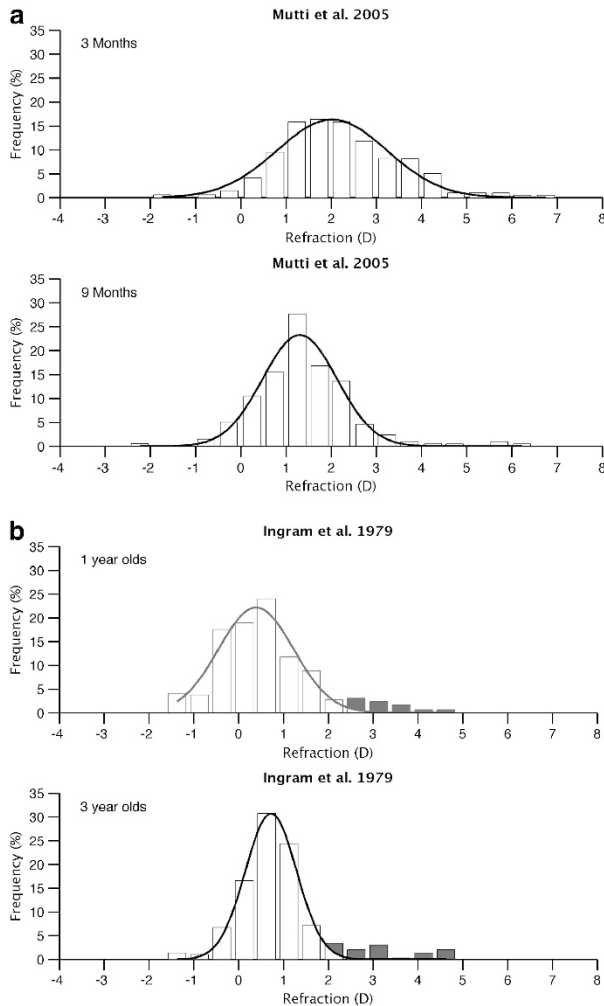 a
Mutti et al. 2005
3 Months
Frequency (%)
35
30
25
20
15
10
5
0
-4 -3 -2 -1 0 1 2 3 4 5 6 7 8
Refraction (D)
Mutti et al. 2005
9 Months
Frequency (%)
35
30
25
20
15
10
5
0
-4 -3 -2 -1 0 1 2 3 4 5 6 7 8
Refraction (D)
b
Ingram et al. 1979
1 year olds
Frequency (%)
35
30
25
20
15
10
5
0
-4 -3 -2 -1 0 1 2 3 4 5 6 7 8
Refraction (D)
Ingram et al. 1979
3 year olds
Frequency (%)
35
30
25
20
15
10
5
0
-4 -3 -2 -1 0 1 2 3 4 5 6 7 8
Refraction (D)